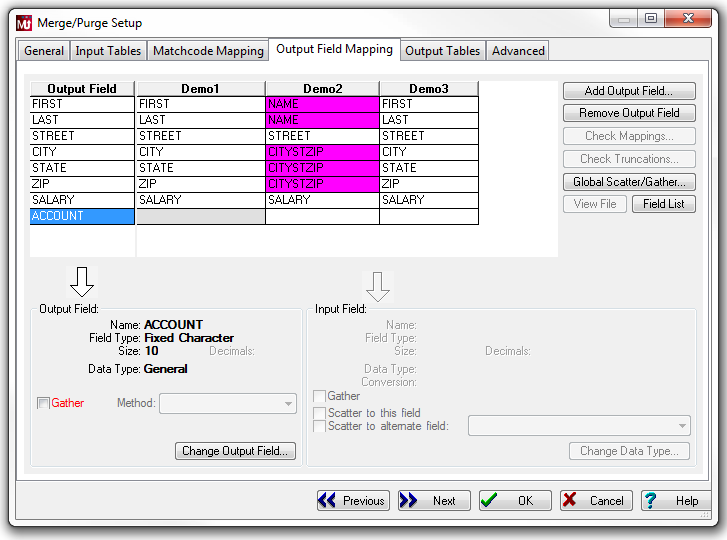 MU Merge/Purge Setup
General Input Tables Matchcode Mapping Output Field Mapping Output Tables Advanced
Output Field Demo1 Demo2 Demo3
FIRST FIRST NAME FIRST
LAST LAST NAME LAST
STREET STREET STREET STREET
CITY CITY CITYSTZIP CITY
STATE STATE CITYSTZIP STATE
ZIP ZIP CITYSTZIP ZIP
SALARY SALARY SALARY SALARY
ACCOUNT
Add Output Field...
Remove Output Field
Check Mappings...
Check Truncations...
Global Scatter/Gather...
View File Field List
Output Field:
Name: ACCOUNT
Field Type: Fixed Character
Size: 10 Decimals:
Data Type: General
Gather Method:
Change Output Field...
Input Field:
Name:
Field Type:
Size: Decimals:
Data Type:
Conversion:
Gather
Scatter to this field
Scatter to alternate field:
Change Data Type...
Previous Next OK Cancel ? Help